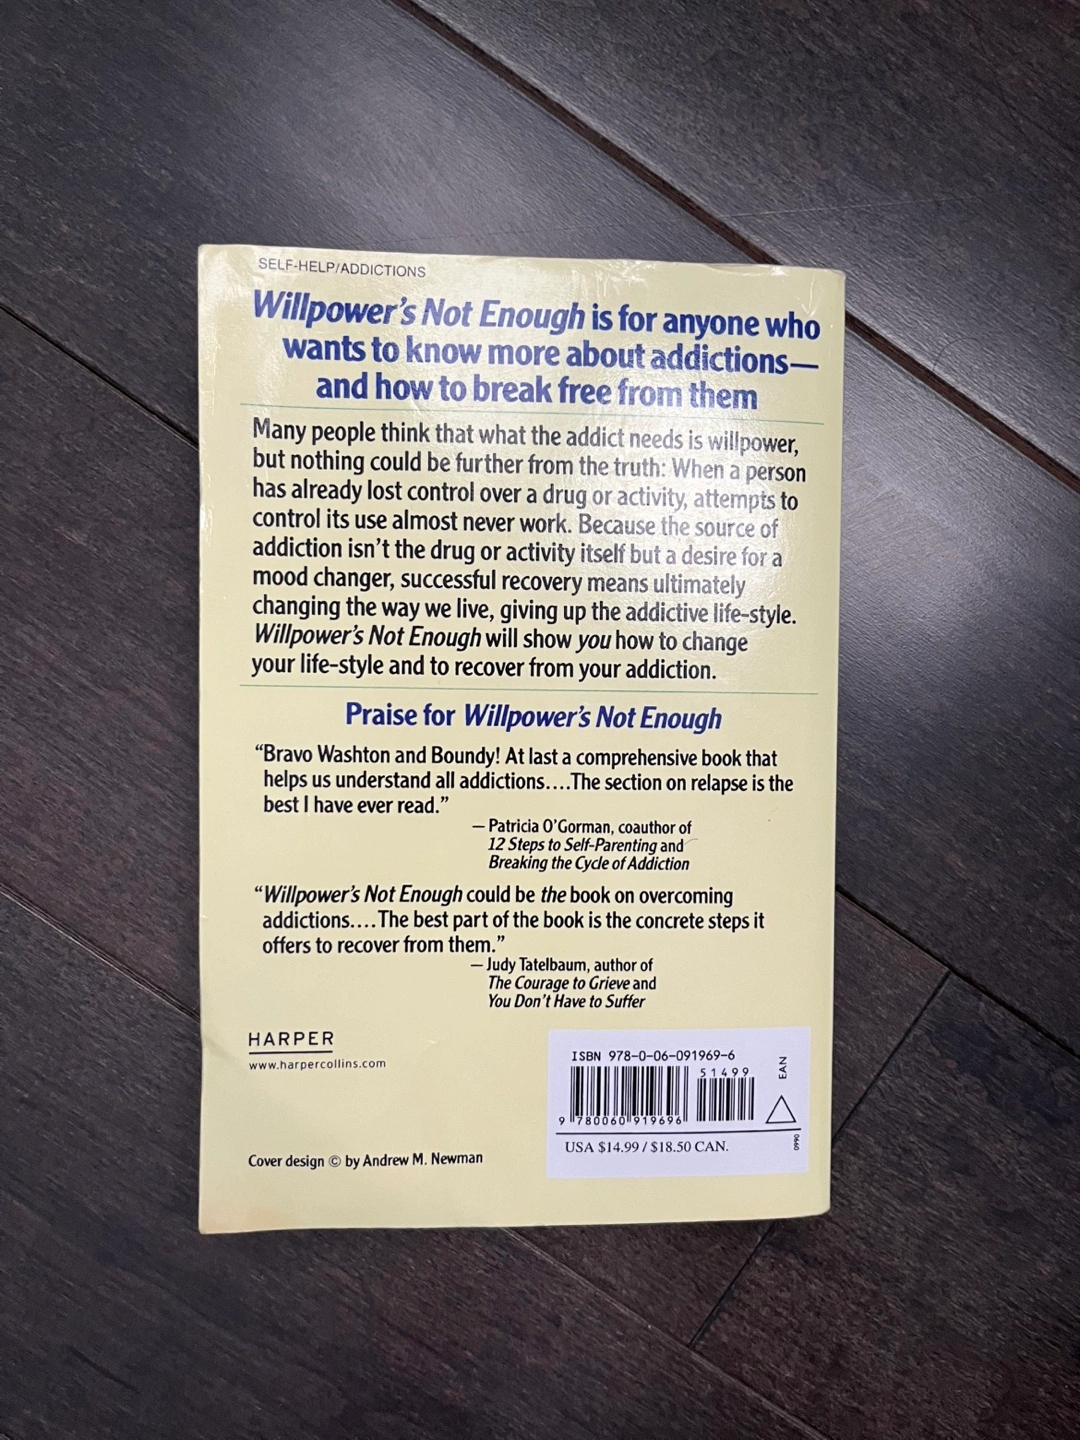 SELF-HELP/ADDICTIONS
Willpower's Not Enough is for anyone who
wants to know more about addictions—
and how to break free from them
Many people think that what the addict needs is willpower,
but nothing could be further from the truth: When a person
has already lost control over a drug or activity, attempts to
control its use almost never work. Because the source of
addiction isn't the drug or activity itself but a desire for a
mood changer, successful recovery means ultimately
changing the way we live, giving up the addictive life-style.
Willpower's Not Enough will show you how to change
your life-style and to recover from your addiction.
Praise for Willpower's Not Enough
“Bravo Washton and Boundy! At last a comprehensive book that
helps us understand all addictions....The section on relapse is the
best I have ever read.”
— Patricia O'Gorman, coauthor of
12 Steps to Self-Parenting and
Breaking the Cycle of Addiction
“Willpower's Not Enough could be the book on overcoming
addictions....The best part of the book is the concrete steps it
offers to recover from them.”
— Judy Tatelbaum, author of
The Courage to Grieve and
You Don't Have to Suffer
HARPER
www.harpercollins.com
Cover design © by Andrew M. Newman
ISBN 978-0-06-091969-6
51499
EAN
9 780060 919696
USA $14.99 / $18.50 CAN.
0990